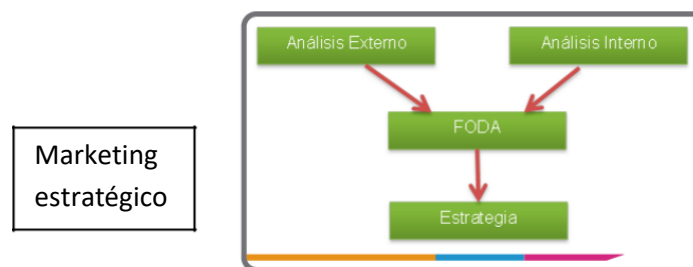 Análisis Externo
Análisis Interno
FODA
Marketing
estratégico
Estrategia